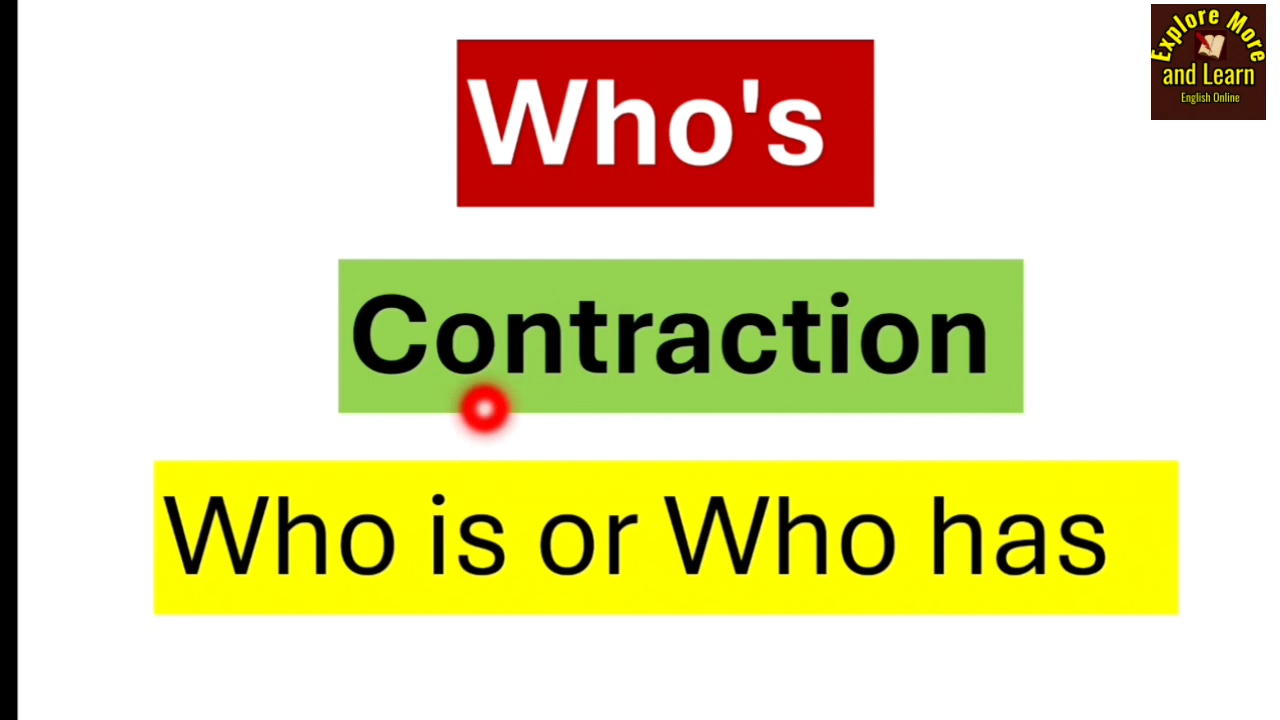 Who's
Contraction
Who is or Who has
Explore More
and Learn
English Online